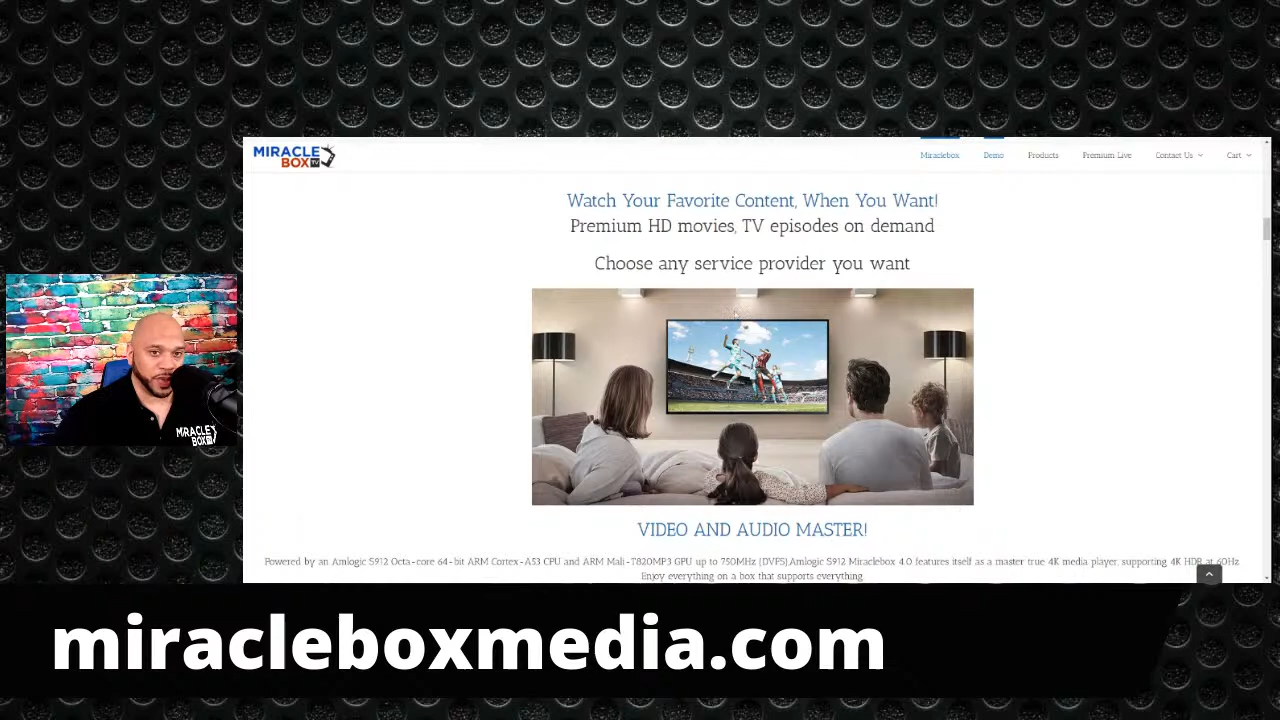 MIRACLE
BOX TV
Miraclebox
Demo
Products
Premium Live
Contact Us
Cart
Watch Your Favorite Content, When You Want!
Premium HD movies, TV episodes on demand
Choose any service provider you want
VIDEO AND AUDIO MASTER!
Powered by an Amlogic S912 Octa-core 64-bit ARM Cortex-A53 CPU and ARM Mali-T820MP3 GPU up to 750MHz (DVFS),Amlogic S912 Miraclebox 4.0 features itself as a master true 4K media player, supporting 4K HDR at 60Hz.
Enjoy everything on a box that supports everything.
MIRACLE
BOX
miracleboxmedia.com